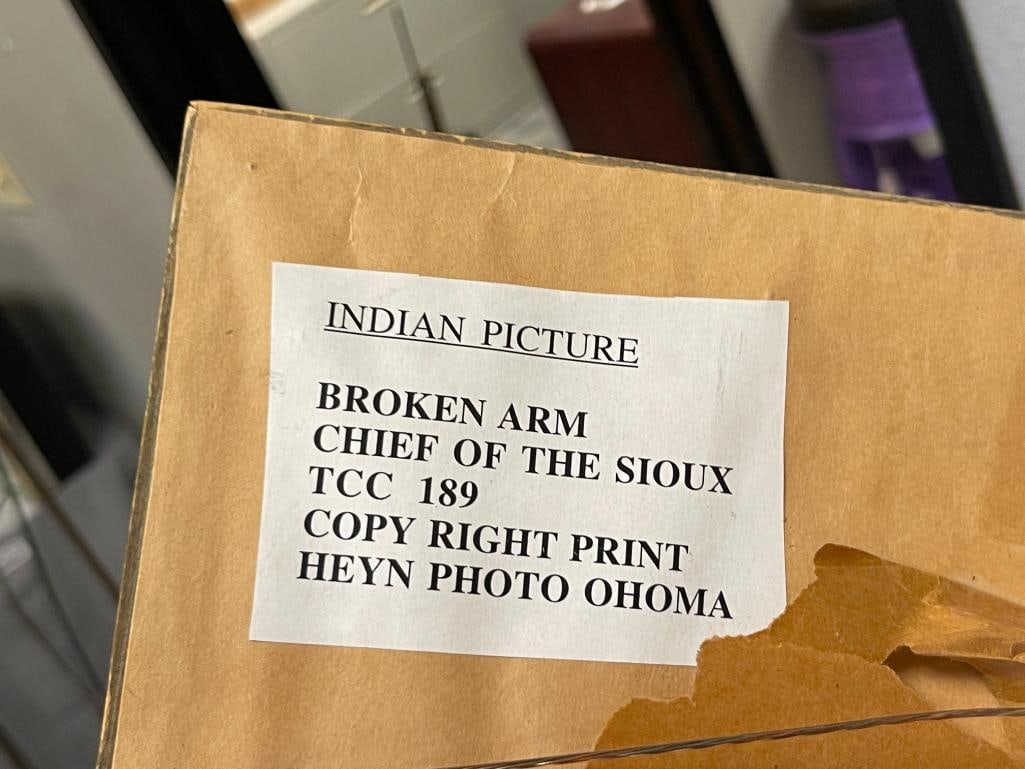 INDIAN PICTURE
BROKEN ARM
CHIEF OF THE SIOUX
TCC 189
COPY RIGHT PRINT
HEYN PHOTO OHOMA